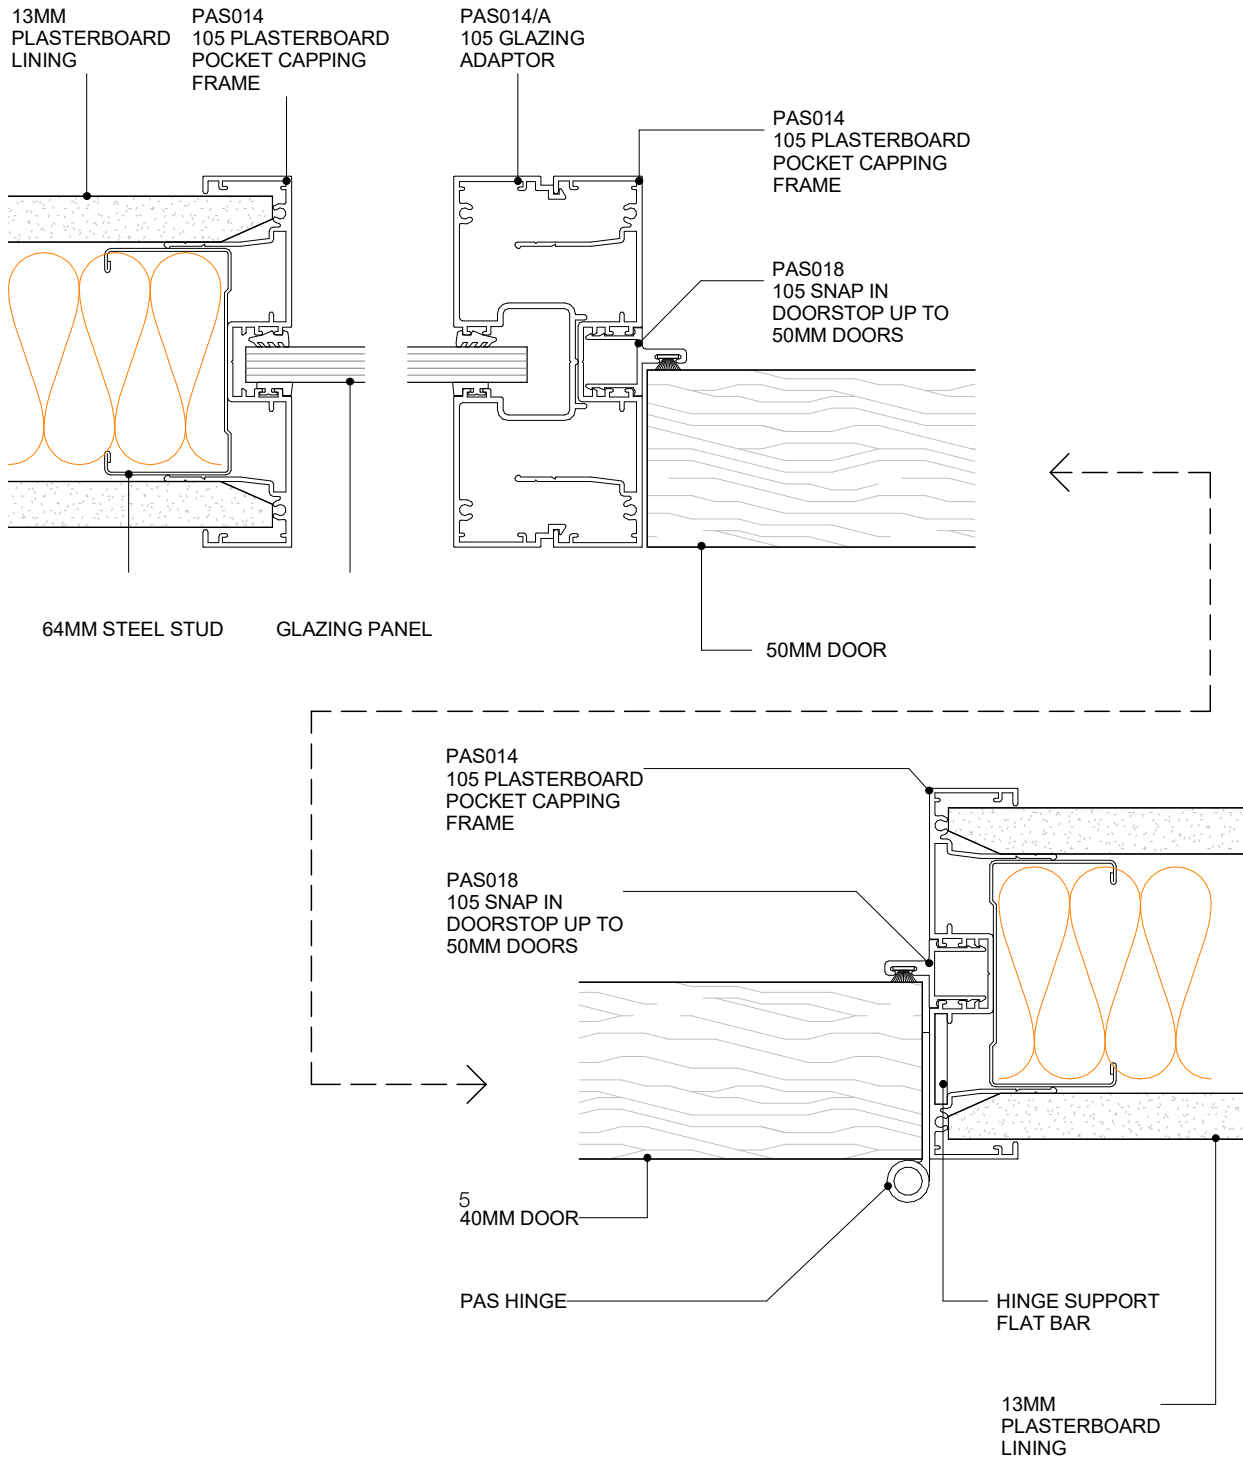 13MM
PLASTERBOARD
LINING
PAS014
105 PLASTERBOARD
POCKET CAPPING
FRAME
PAS014/A
105 GLAZING
ADAPTOR
PAS014
105 PLASTERBOARD
POCKET CAPPING
FRAME
PAS018
105 SNAP IN
DOORSTOP UP TO
50MM DOORS
64MM STEEL STUD
GLAZING PANEL
50MM DOOR
PAS014
105 PLASTERBOARD
POCKET CAPPING
FRAME
PAS018
105 SNAP IN
DOORSTOP UP TO
50MM DOORS
5
40MM DOOR
PAS HINGE
HINGE SUPPORT
FLAT BAR
13MM
PLASTERBOARD
LINING